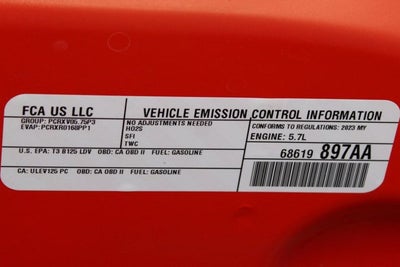 FCA US LLC
VEHICLE EMISSION CONTROL INFORMATION
GROUP: PCRXV05.75P3
EVAP: PCRXR0168PP1
NO ADJUSTMENTS NEEDED
HO2S
SFI
TWC
CONFORMS TO REGULATIONS: 2023 MY
ENGINE: 5.7L
U.S. EPA: T3 B125 LDV OBD: CA OBD II FUEL: GASOLINE
68619 897AA
CA: ULEV125 PC OBD: CA OBD II FUEL: GASOLINE